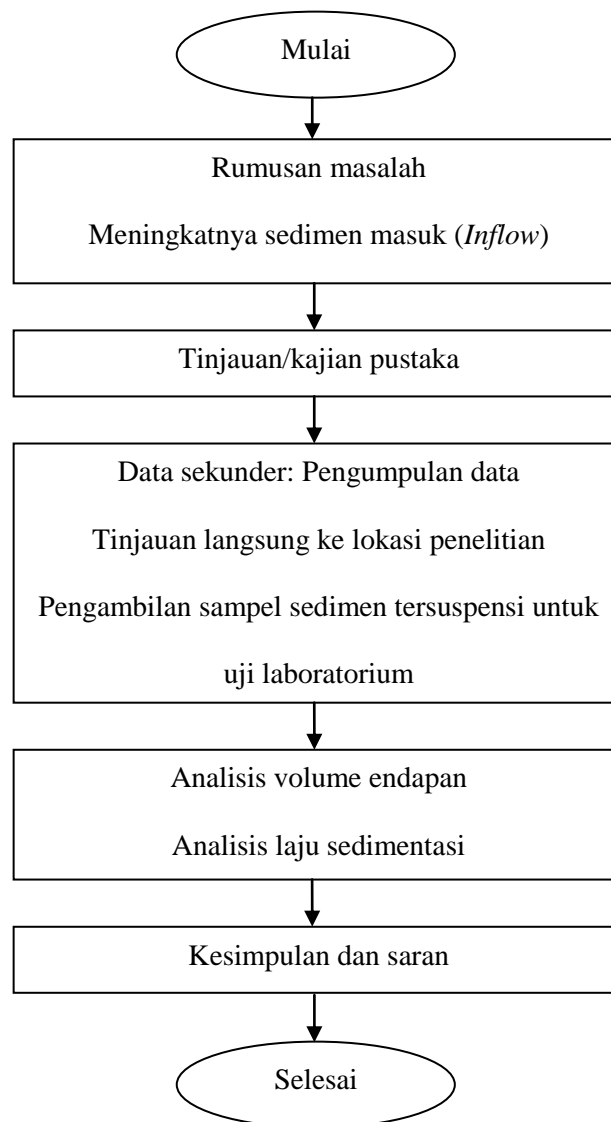 Mulai
Rumusan masalah
Meningkatnya sedimen masuk (Inflow)
Tinjauan/kajian pustaka
Data sekunder: Pengumpulan data
Tinjauan langsung ke lokasi penelitian
Pengambilan sampel sedimen tersuspensi untuk
uji laboratorium
Analisis volume endapan
Analisis laju sedimentasi
Kesimpulan dan saran
Selesai